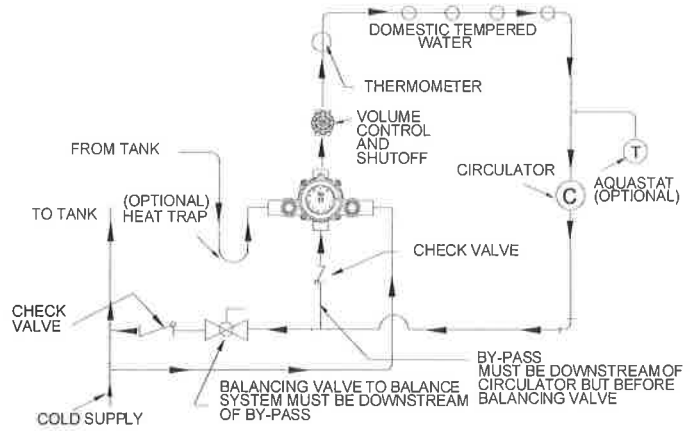 DOMESTIC TEMPERED
WATER
THERMOMETER
VOLUME
CONTROL
AND
SHUTOFF
FROM TANK
CIRCULATOR
T
AQUASTAT
(OPTIONAL)
C
(OPTIONAL)
HEAT TRAP
TO TANK
CHECK VALVE
CHECK
VALVE
BY-PASS
MUST BE DOWNSTREAM OF
CIRCULATOR BUT BEFORE
BALANCING VALVE
BALANCING VALVE TO BALANCE
SYSTEM MUST BE DOWNSTREAM
OF BY-PASS
COLD SUPPLY